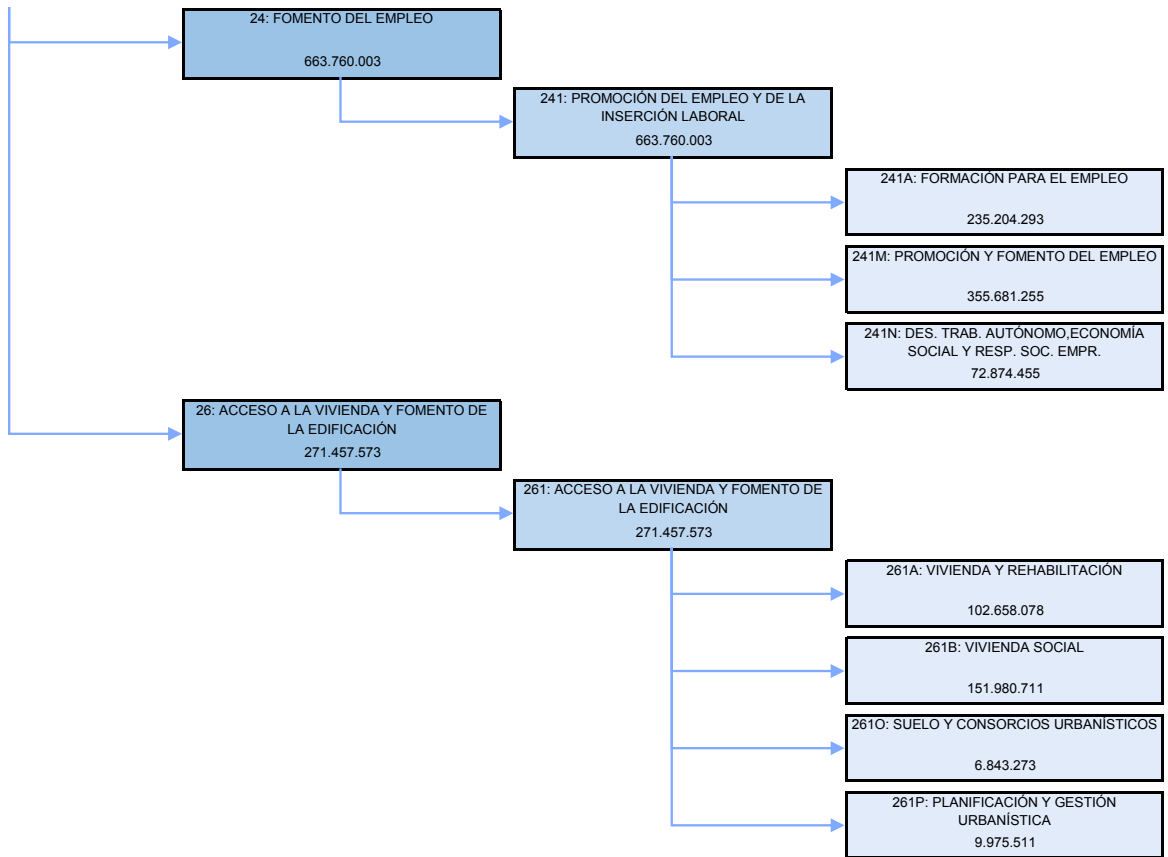 24: FOMENTO DEL EMPLEO
663.760.003
241: PROMOCIÓN DEL EMPLEO Y DE LA
INSERCIÓN LABORAL
663.760.003
241A: FORMACIÓN PARA EL EMPLEO
235.204.293
241M: PROMOCIÓN Y FOMENTO DEL EMPLEO
355.681.255
241N: DES. TRAB. AUTÓNOMO,ECONOMÍA
SOCIAL Y RESP. SOC. EMPR.
72.874.455
26: ACCESO A LA VIVIENDA Y FOMENTO DE
LA EDIFICACIÓN
271.457.573
261: ACCESO A LA VIVIENDA Y FOMENTO DE
LA EDIFICACIÓN
271.457.573
261A: VIVIENDA Y REHABILITACIÓN
102.658.078
261B: VIVIENDA SOCIAL
151.980.711
261O: SUELO Y CONSORCIOS URBANÍSTICOS
6.843.273
261P: PLANIFICACIÓN Y GESTIÓN
URBANÍSTICA
9.975.511